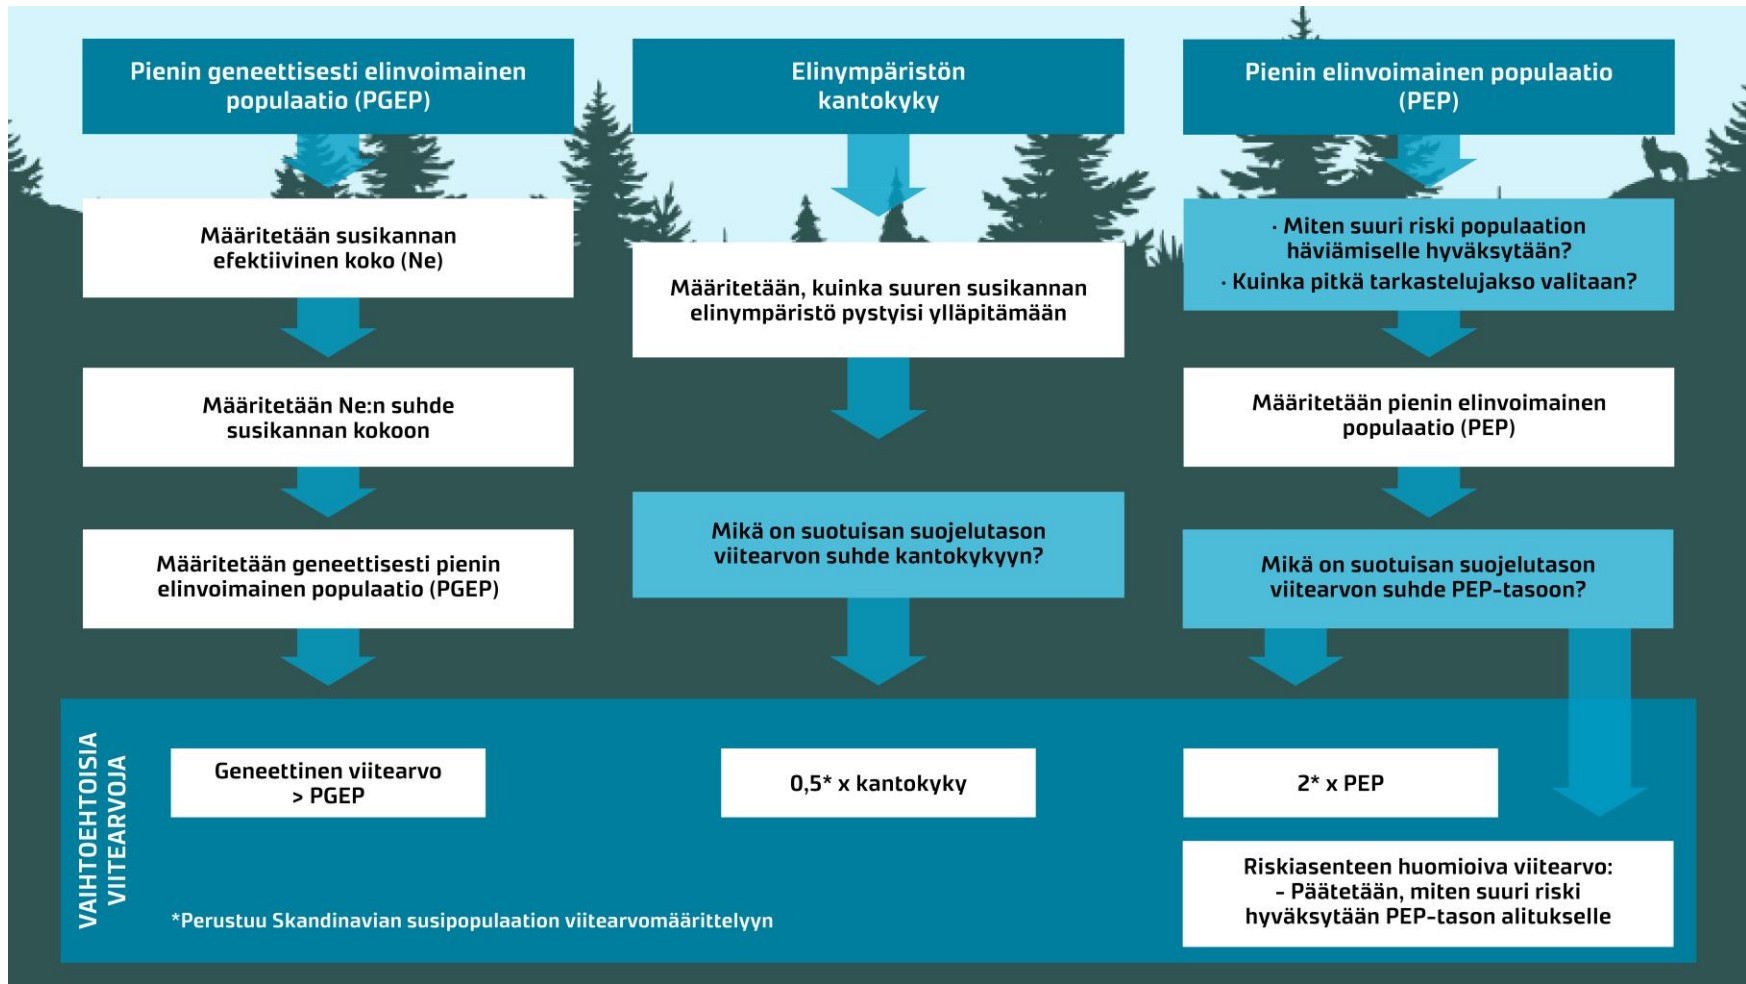 Pienin geneettisesti elinvoimainen
populaatio (PGEP)
Määritetään susikannan
efektiivinen koko (Ne)
Määritetään Ne:n suhde
susikannan kokoon
Määritetään geneettisesti pienin
elinvoimainen populaatio (PGEP)
Elinympäristön
kantokyky
Määritetään, kuinka suuren susikannan
elinympäristö pystyisi ylläpitämään
Mikä on suotuisan suojelutason
viitearvon suhde kantokykyyn?
Pienin elinvoimainen populaatio
(PEP)
· Miten suuri riski populaation
häviämiselle hyväksytään?
· Kuinka pitkä tarkastelujakso valitaan?
Määritetään pienin elinvoimainen
populaatio (PEP)
Mikä on suotuisan suojelutason
viitearvon suhde PEP-tasoon?
VAIHTOEHTOISIA
VIITEARVOJA
Geneettinen viitearvo
> PGEP
0,5* x kantokyky
2* x PEP
Riskiasenteen huomioiva viitearvo:
- Päätetään, miten suuri riski
hyväksytään PEP-tason alitukselle
*Perustuu Skandinavian susipopulaation viitearvomäärittelyyn